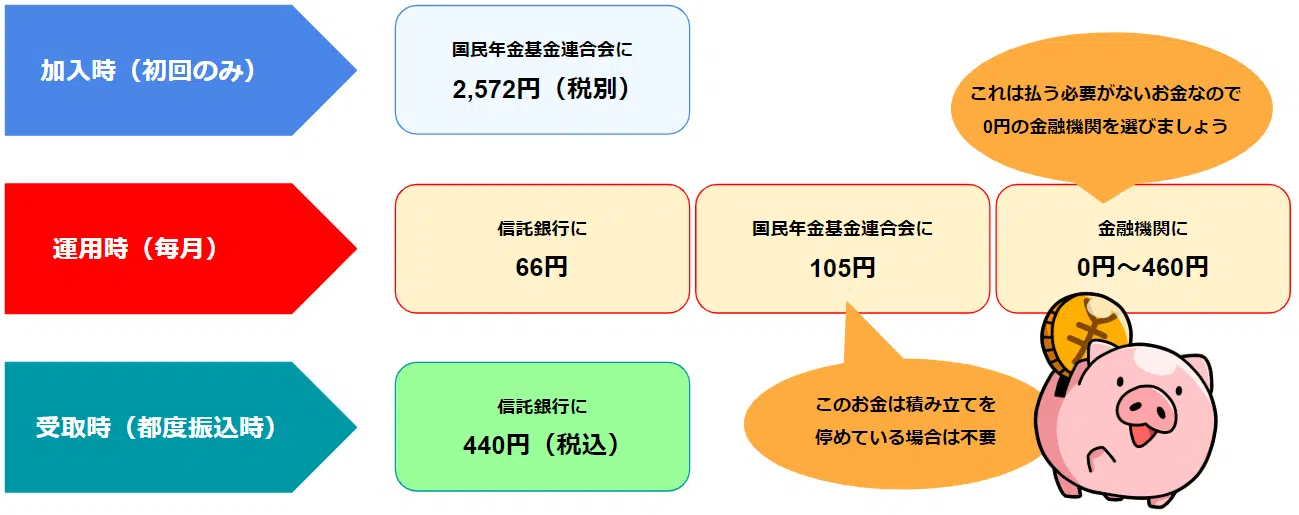 加入時（初回のみ）
国民年金基金連合会に
2,572円（税別）
これは払う必要がないお金なので
0円の金融機関を選びましょう
運用時（毎月）
信託銀行に
66円
国民年金基金連合会に
105円
金融機関に
0円～460円
受取時（都度振込時）
信託銀行に
440円（税込）
このお金は積み立てを
停めている場合は不要